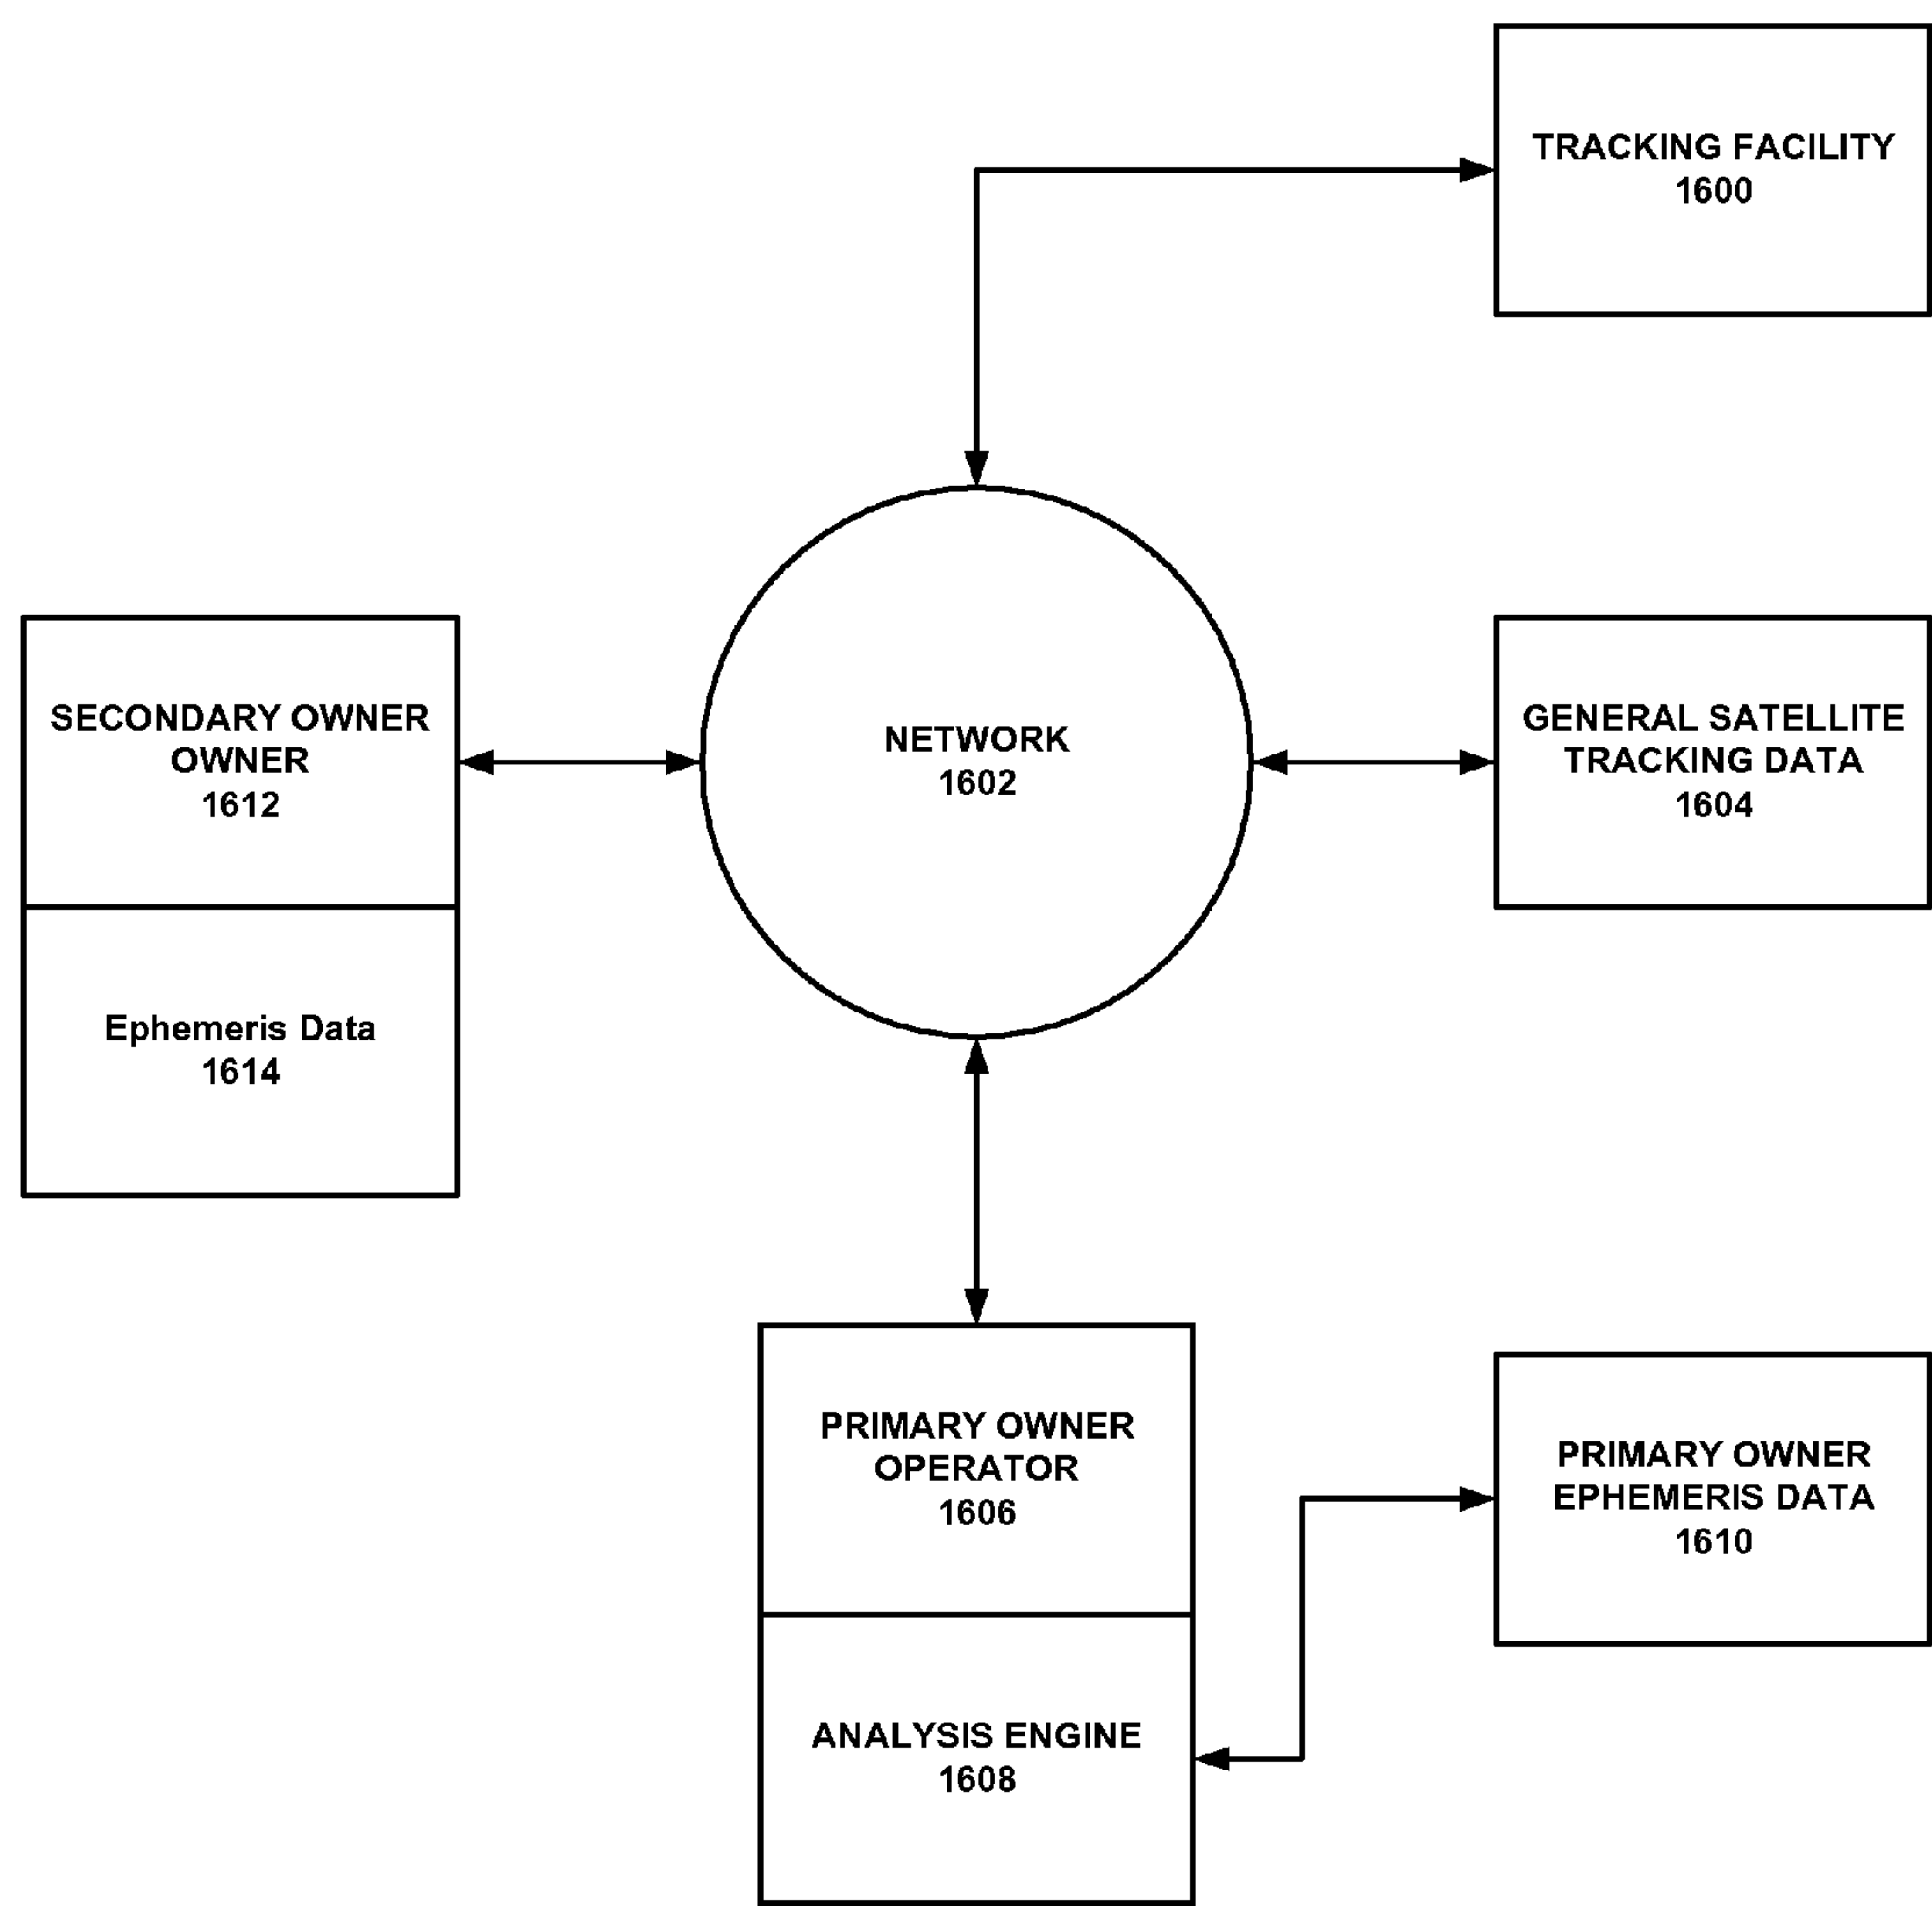 TRACKING FACILITY
1600
SECONDARY OWNER
OWNER
1612
NETWORK
1602
GENERAL SATELLITE
TRACKING DATA
1604
Ephemeris Data
1614
PRIMARY OWNER
OPERATOR
1606
PRIMARY OWNER
EPHEMERIS DATA
1610
ANALYSIS ENGINE
1608